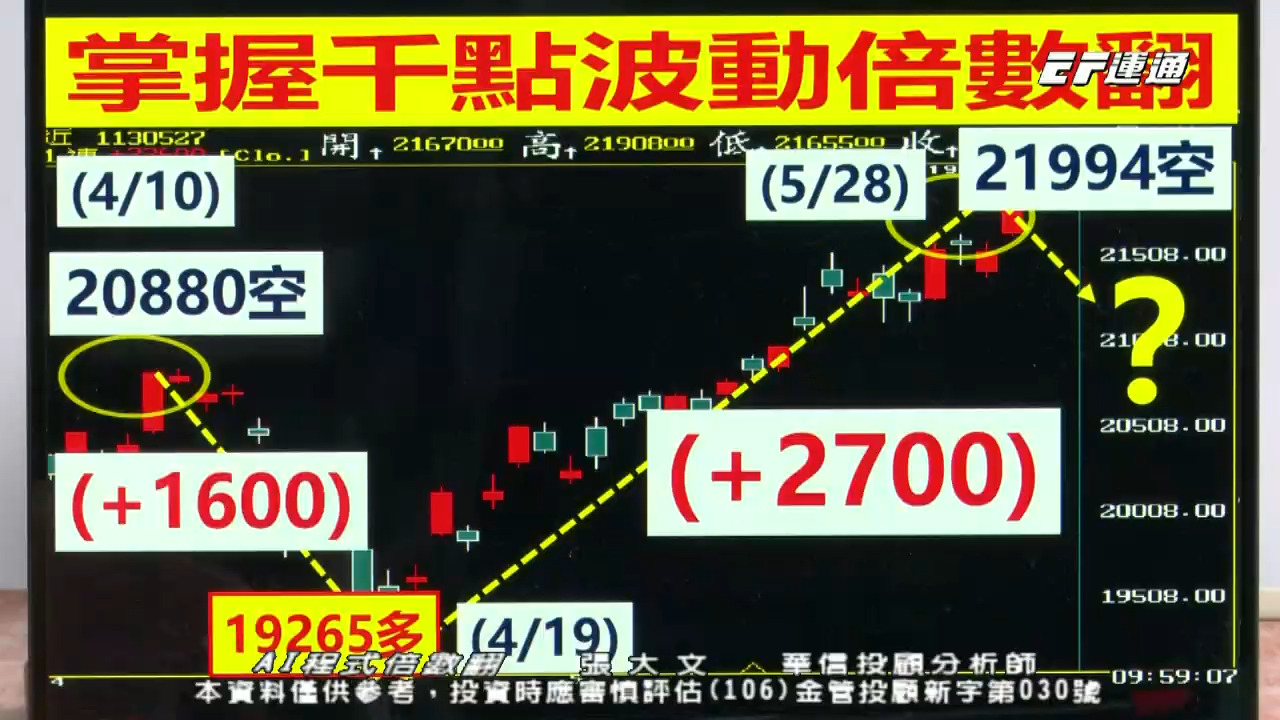 掌握千點波動倍數翻
EF運通
近 1130527 開↑2167000 高↑2190800 低 2165500 收↑
[Clo.]
(4/10)
(5/28)
21994空
20880空
21508.00
?
20508.00
(+1600)
(+2700)
20008.00
19508.00
19265多
(4/19)
AI程式倍數翻 張大文 華信投顧分析師
4
09:59:07
本資料僅供參考，投資時應審慎評估(106)金管投顧新字第030號